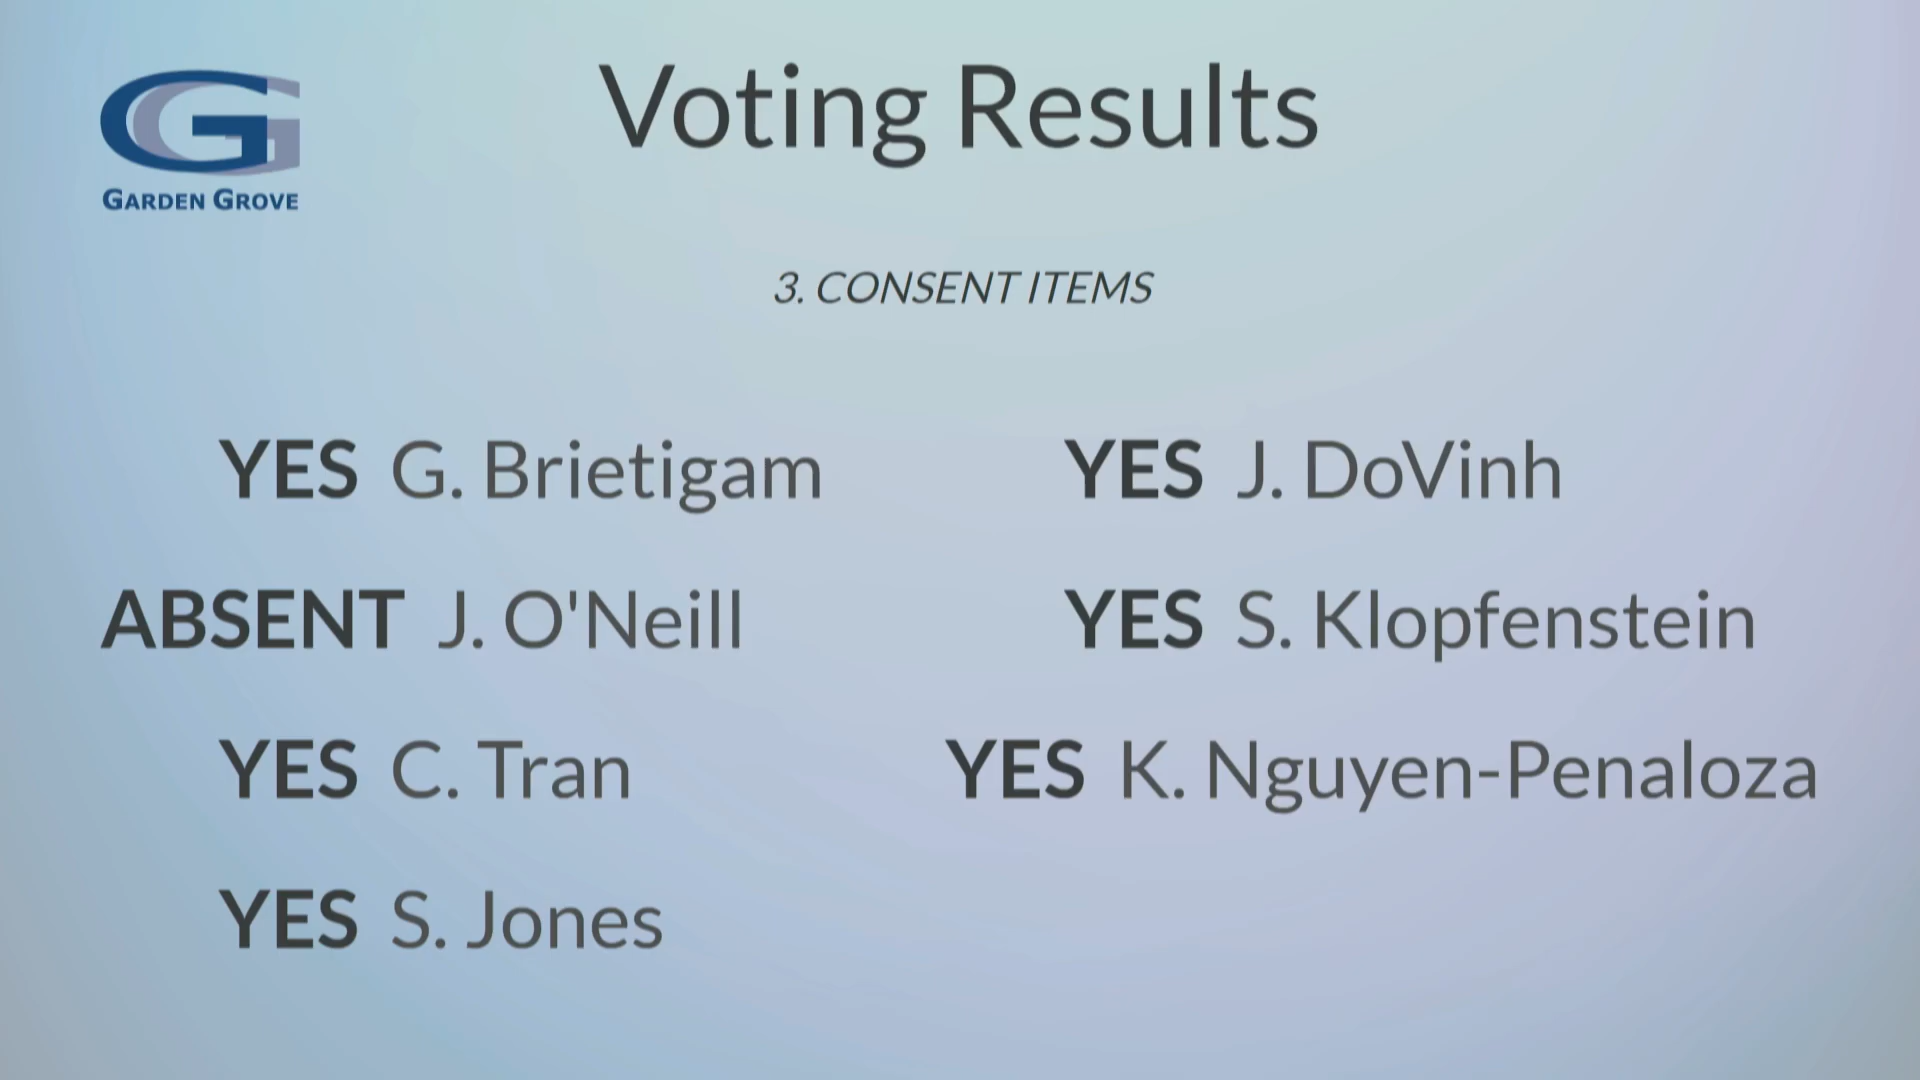 GARDEN GROVE
Voting Results
3. CONSENT ITEMS
YES G. Brietigam
YES J. DoVinh
ABSENT J. O'Neill
YES S. Klopfenstein
YES C. Tran
YES K. Nguyen-Penaloza
YES S. Jones